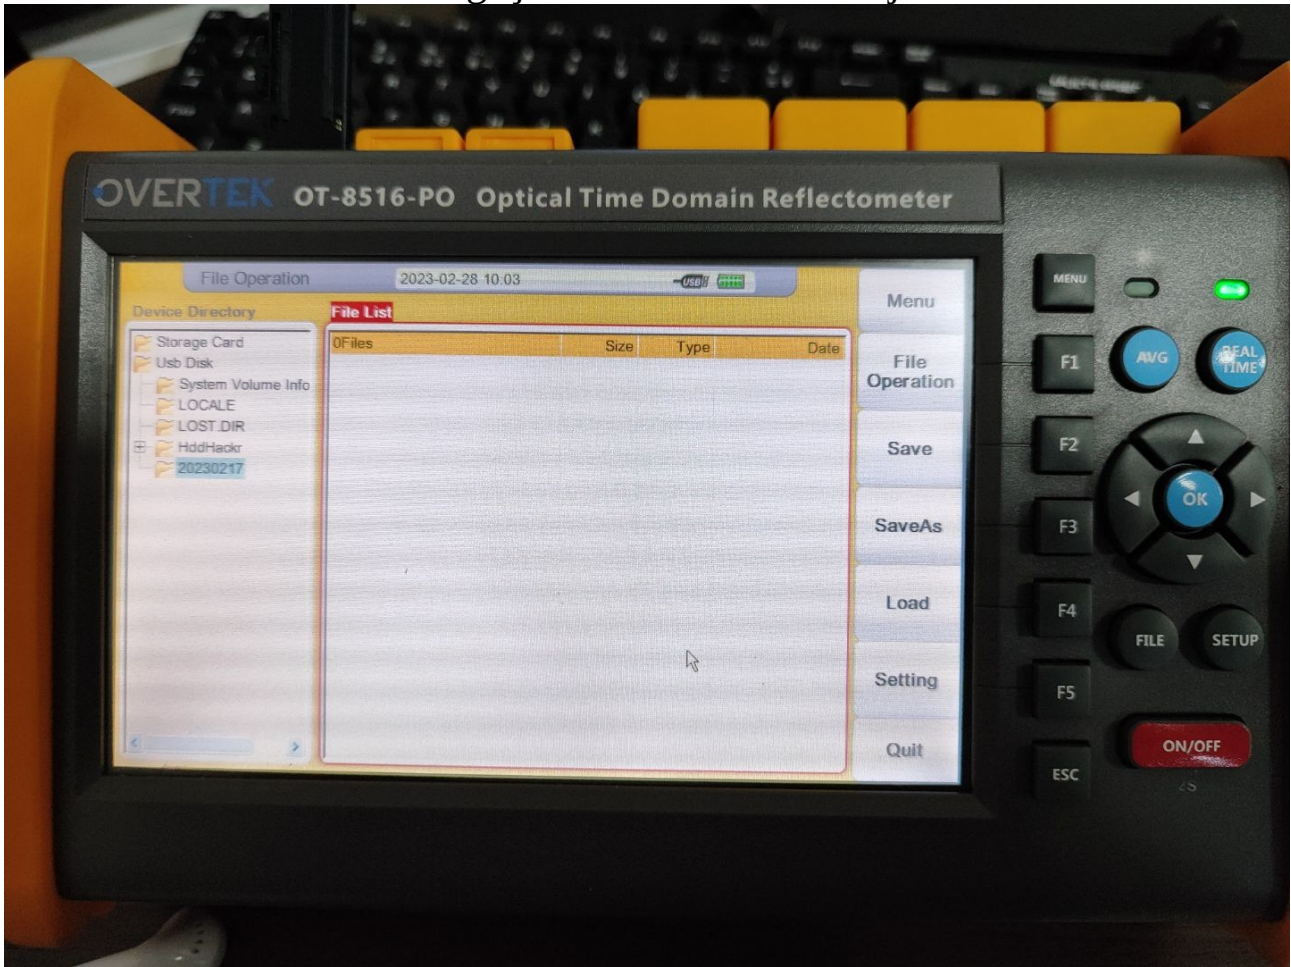 OVERTEK OT-8516-PO Optical Time Domain Reflectometer
File Operation 2023-02-28 10:03 USB
Device Directory File List
Storage Card
Usb Disk
System Volume Info
LOCALE
LOST.DIR
HddHackr
20230217
0Files Size Type Date
Menu
File
Operation
Save
SaveAs
Load
Setting
Quit
MENU
F1
F2
F3
F4
F5
ESC
AVG
REAL
TIME
OK
FILE
SETUP
ON/OFF
2S